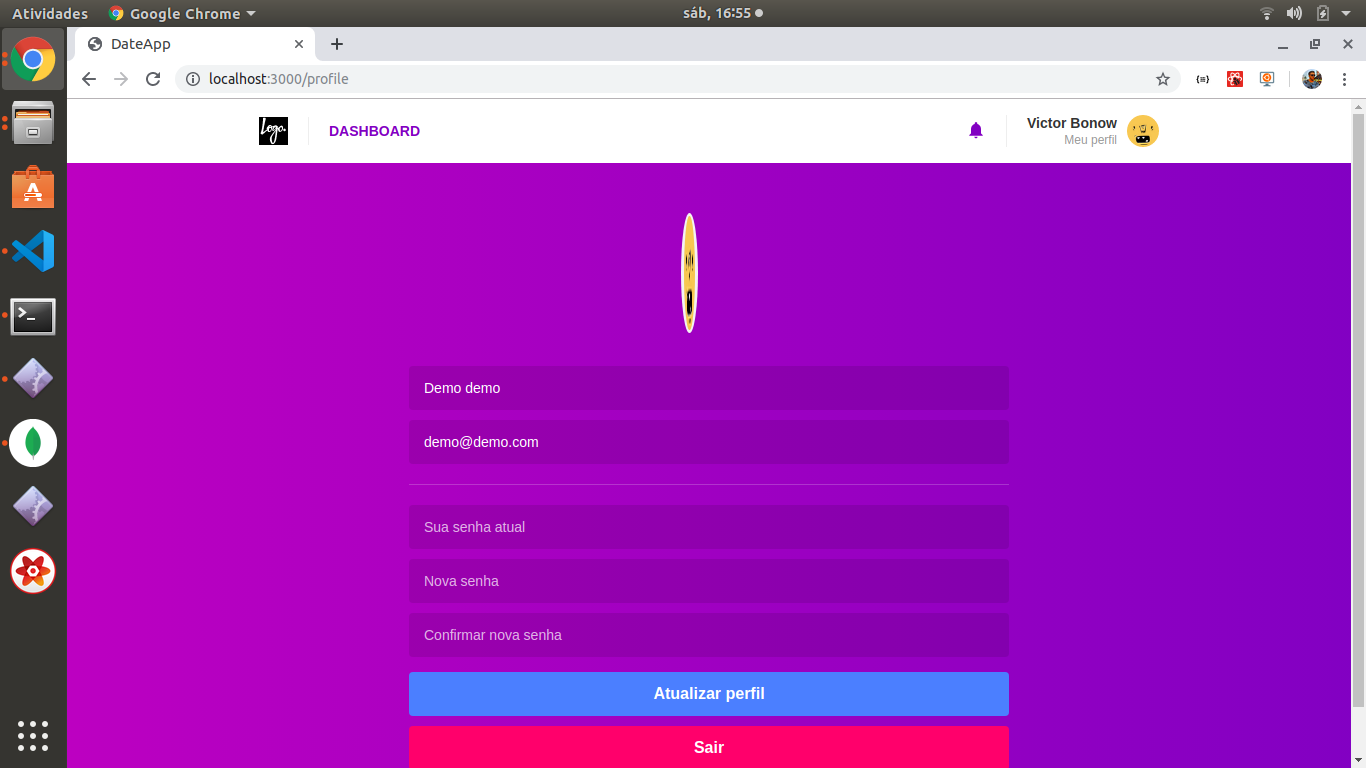 Atividades Google Chrome sáb, 16:55
DateApp
localhost:3000/profile
Logo.
DASHBOARD
Victor Bonow
Meu perfil
Demo demo
demo@demo.com
Sua senha atual
Nova senha
Confirmar nova senha
Atualizar perfil
Sair